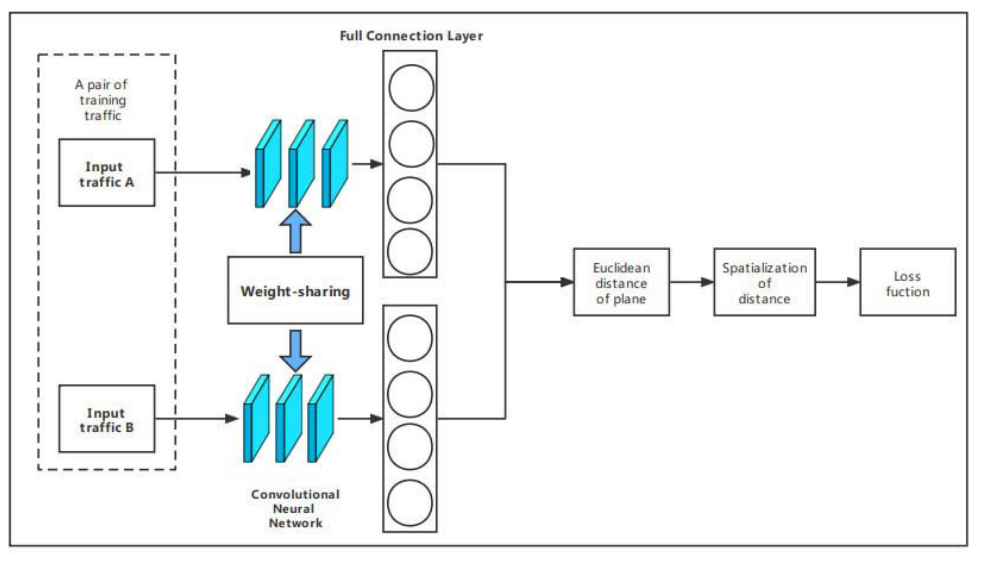 Full Connection Layer
A pair of
training
traffic
Input
traffic A
Weight-sharing
Euclidean
distance
of plane
Spatialization
of
distance
Loss
fuction
Input
traffic B
Convolutional
Neural
Network